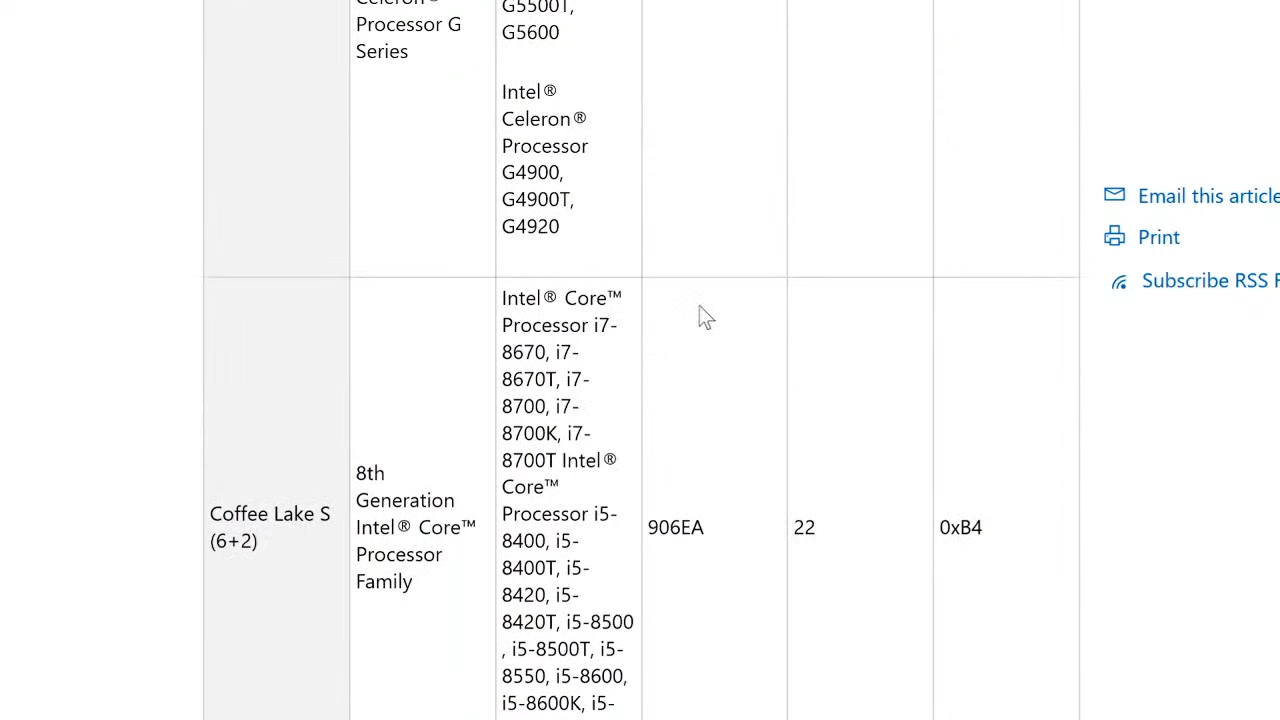 Celeron®
Processor G
Series
G5500T,
G5600
Intel®
Celeron®
Processor
G4900,
G4900T,
G4920
Coffee Lake S
(6+2)
8th
Generation
Intel® Core™
Processor
Family
Intel® Core™
Processor i7-
8670, i7-
8670T, i7-
8700, i7-
8700K, i7-
8700T Intel®
Core™
Processor i5-
8400, i5-
8400T, i5-
8420, i5-
8420T, i5-8500
, i5-8500T, i5-
8550, i5-8600,
i5-8600K, i5-
906EA
22
0xB4
Email this article
Print
Subscribe RSS F